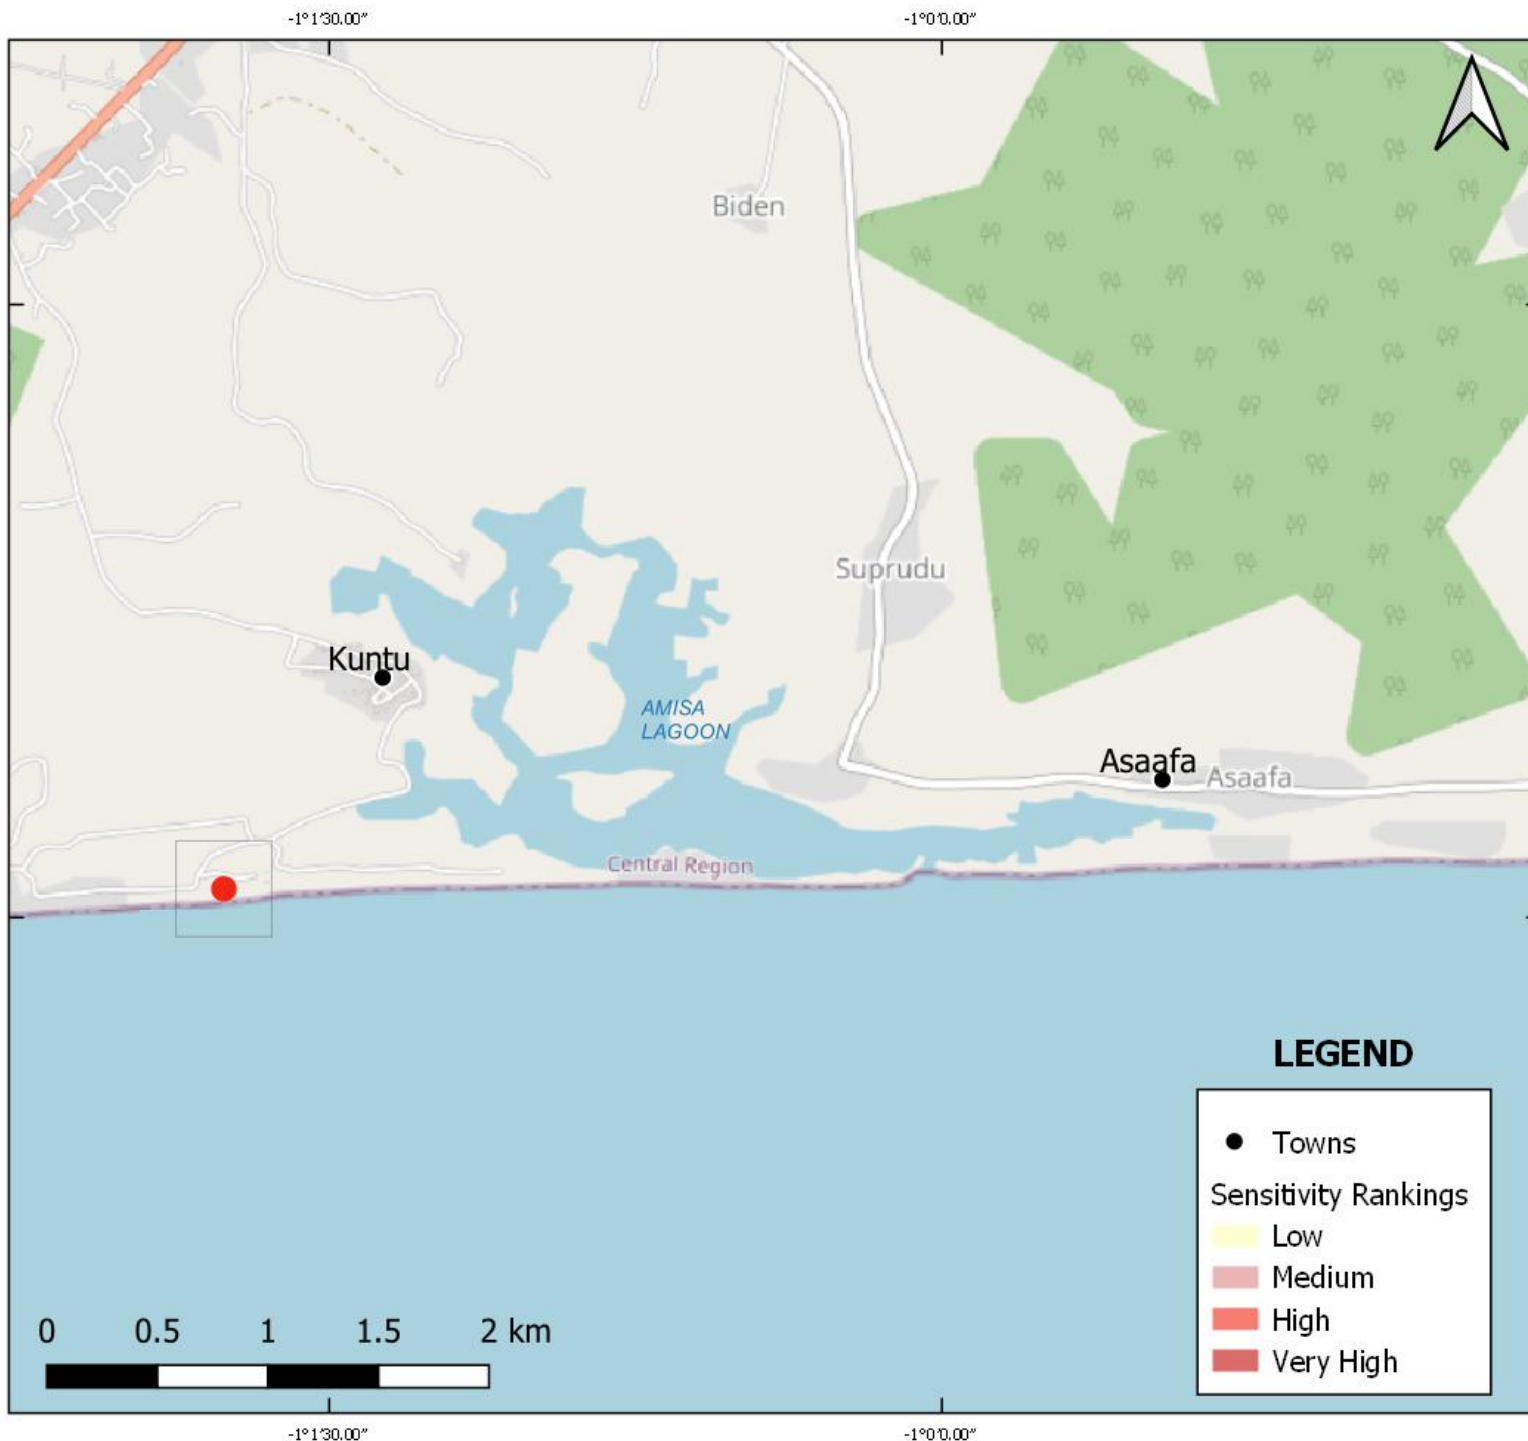 -1°1'30.00"
-1°0'0.00"
Biden
Suprudu
Kuntu
AMISA
LAGOON
Asaafa
Asaafa
Central Region
LEGEND
Towns
Sensitivity Rankings
Low
Medium
High
Very High
0 0.5 1 1.5 2 km
-1°1'30.00"
-1°0'0.00"